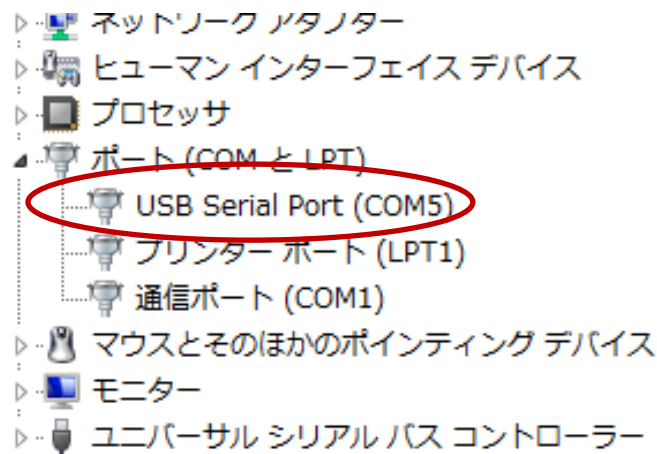 ネットワーク アダプター
ヒューマン インターフェイス デバイス
プロセッサ
ポート (COM と LPT)
USB Serial Port (COM5)
プリンター ポート (LPT1)
通信ポート (COM1)
マウスとそのほかのポインティング デバイス
モニター
ユニバーサル シリアル バス コントローラー